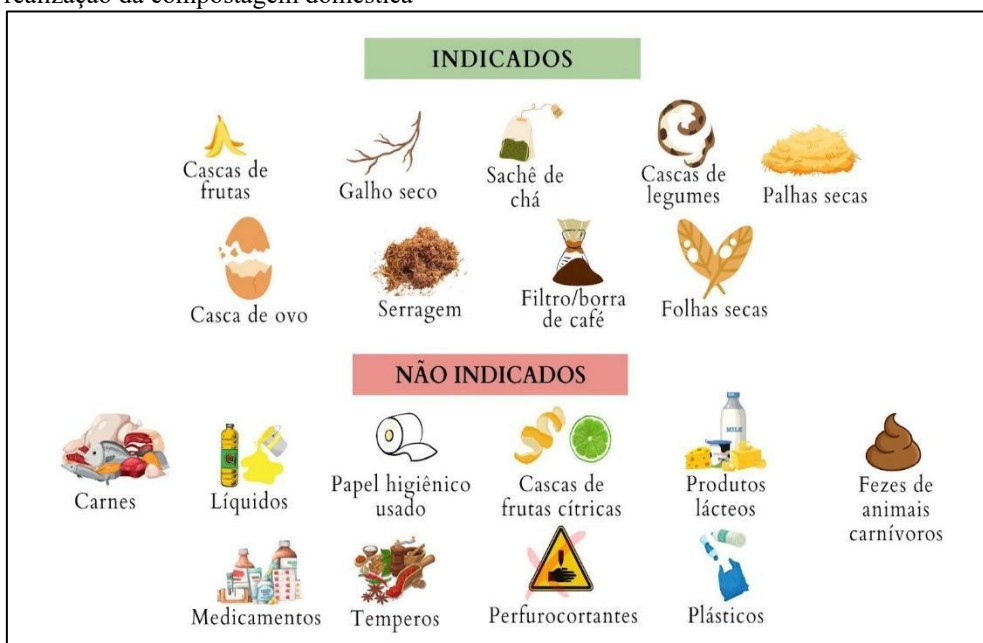 realização da compostagem doméstica
INDICADOS
Cascas de
frutas
Galho seco
Sachê de
chá
Cascas de
legumes
Palhas secas
Casca de ovo
Serragem
Filtro/borra
de café
Folhas secas
NÃO INDICADOS
Carnes
Líquidos
Papel higiênico
usado
Cascas de
frutas cítricas
MILK
Produtos
lácteos
Fezes de
animais
carnívoros
Medicamentos
Temperos
Perfurocortantes
Plásticos